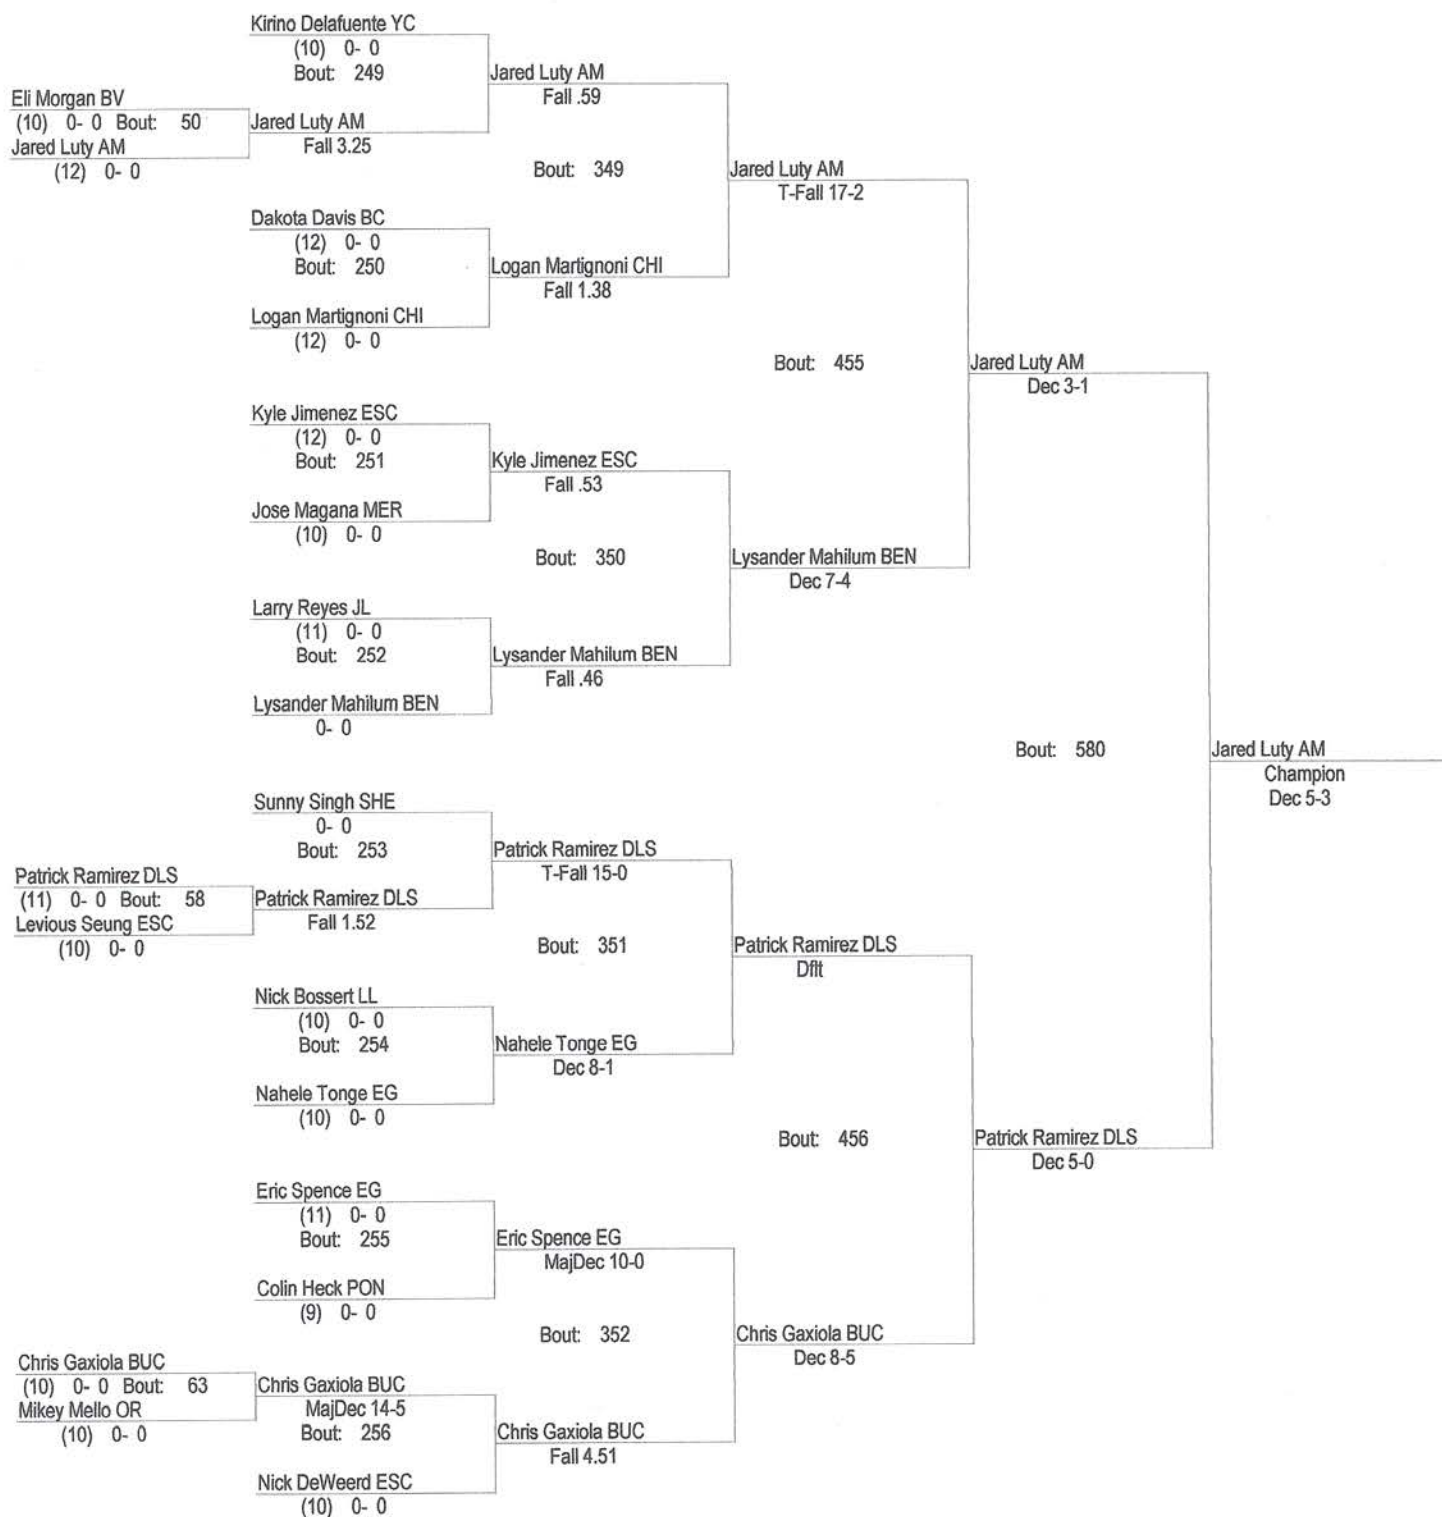 Kirino Delafuente YC
(10) 0- 0
Bout: 249
Jared Luty AM
Fall .59
Eli Morgan BV
(10) 0- 0 Bout: 50
Jared Luty AM
Fall 3.25
Jared Luty AM
(12) 0- 0
Bout: 349
Jared Luty AM
T-Fall 17-2
Dakota Davis BC
(12) 0- 0
Bout: 250
Logan Martignoni CHI
Fall 1.38
Logan Martignoni CHI
(12) 0- 0
Bout: 455
Jared Luty AM
Dec 3-1
Kyle Jimenez ESC
(12) 0- 0
Bout: 251
Kyle Jimenez ESC
Fall .53
Jose Magana MER
(10) 0- 0
Bout: 350
Lysander Mahilum BEN
Dec 7-4
Larry Reyes JL
(11) 0- 0
Bout: 252
Lysander Mahilum BEN
Fall .46
Lysander Mahilum BEN
0- 0
Bout: 580
Jared Luty AM
Champion
Dec 5-3
Sunny Singh SHE
0- 0
Bout: 253
Patrick Ramirez DLS
T-Fall 15-0
Patrick Ramirez DLS
(11) 0- 0 Bout: 58
Patrick Ramirez DLS
Fall 1.52
Levious Seung ESC
(10) 0- 0
Bout: 351
Patrick Ramirez DLS
Dflt
Nick Bossert LL
(10) 0- 0
Bout: 254
Nahele Tonge EG
Dec 8-1
Nahele Tonge EG
(10) 0- 0
Bout: 456
Patrick Ramirez DLS
Dec 5-0
Eric Spence EG
(11) 0- 0
Bout: 255
Eric Spence EG
MajDec 10-0
Colin Heck PON
(9) 0- 0
Bout: 352
Chris Gaxiola BUC
Dec 8-5
Chris Gaxiola BUC
(10) 0- 0 Bout: 63
Chris Gaxiola BUC
MajDec 14-5
Mikey Mello OR
(10) 0- 0
Bout: 256
Chris Gaxiola BUC
Fall 4.51
Nick DeWeerd ESC
(10) 0- 0